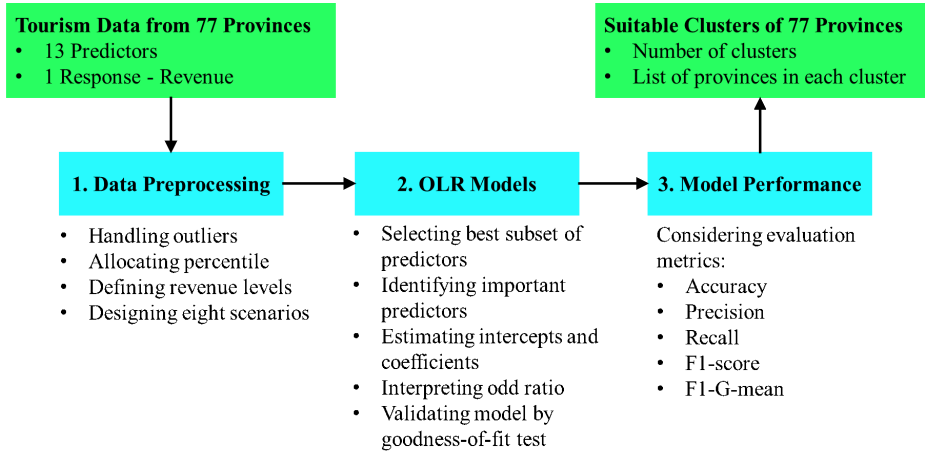 Tourism Data from 77 Provinces
• 13 Predictors
• 1 Response - Revenue
Suitable Clusters of 77 Provinces
• Number of clusters
• List of provinces in each cluster
1. Data Preprocessing
2. OLR Models
3. Model Performance
• Handling outliers
• Allocating percentile
• Defining revenue levels
• Designing eight scenarios
• Selecting best subset of
predictors
• Identifying important
predictors
• Estimating intercepts and
coefficients
• Interpreting odd ratio
• Validating model by
goodness-of-fit test
Considering evaluation
metrics:
• Accuracy
• Precision
• Recall
• F1-score
• F1-G-mean